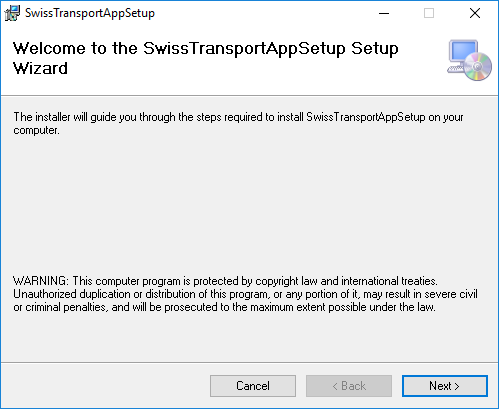 SwissTransportAppSetup
Welcome to the SwissTransportAppSetup Setup
Wizard
The installer will guide you through the steps required to install SwissTransportAppSetup on your
computer.
WARNING: This computer program is protected by copyright law and international treaties.
Unauthorized duplication or distribution of this program, or any portion of it, may result in severe civil
or criminal penalties, and will be prosecuted to the maximum extent possible under the law.
Cancel < Back Next >